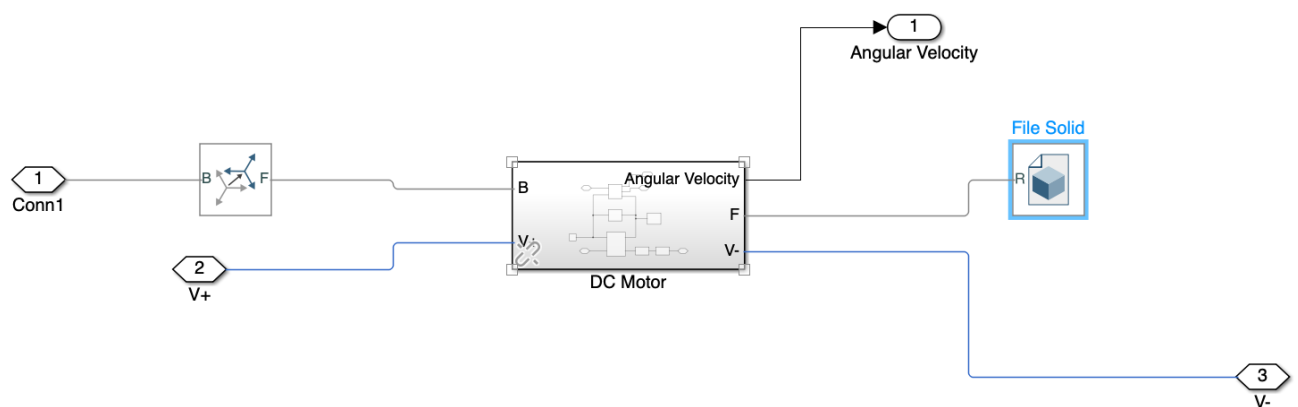 1
Angular Velocity
File Solid
1
Conn1
B
F
B
Angular Velocity
R
F
V+
V-
2
V+
DC Motor
3
V-